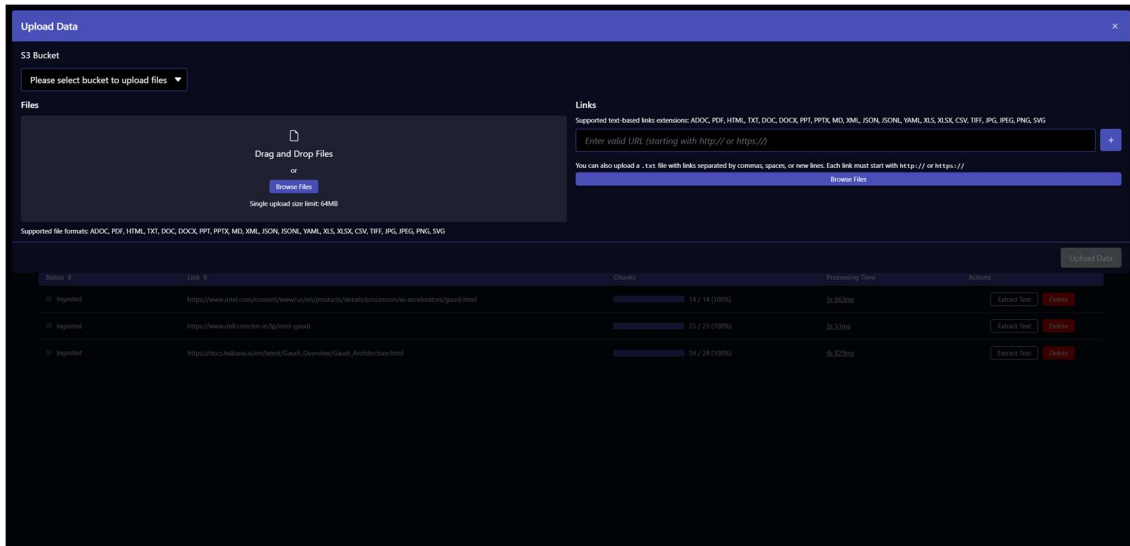 Upload Data
×
S3 Bucket
Please select bucket to upload files
Files
Drag and Drop Files
or
Browse Files
Single upload size limit: 64MB
Supported file formats: ADOC, PDF, HTML, TXT, DOC, DOCX, PPT, PPTX, MD, XML, JSON, JSONL, YAML, XLS, XLSX, CSV, TIFF, JPG, JPEG, PNG, SVG
Links
Supported text-based links extensions: ADOC, PDF, HTML, TXT, DOC, DOCX, PPT, PPTX, MD, XML, JSON, JSONL, YAML, XLS, XLSX, CSV, TIFF, JPG, JPEG, PNG, SVG
Enter valid URL (starting with http:// or https://)
+
You can also upload a .txt file with links separated by commas, spaces, or new lines. Each link must start with http:// or https://
Browse Files
Upload Data
Status Link Chunks Processing Time Actions
Ingested https://www.intel.com/content/www/us/en/products/details/processors/ai-accelerators/gaudi.html 14 / 14 (100%) 3s 863ms Extract Text Delete
Ingested https://www.dell.com/en-in/lp/intel-gaudi 23 / 23 (100%) 3s 51ms Extract Text Delete
Ingested https://docs.habana.ai/en/latest/Gaudi_Overview/Gaudi_Architecture.html 24 / 24 (100%) 4s 829ms Extract Text Delete